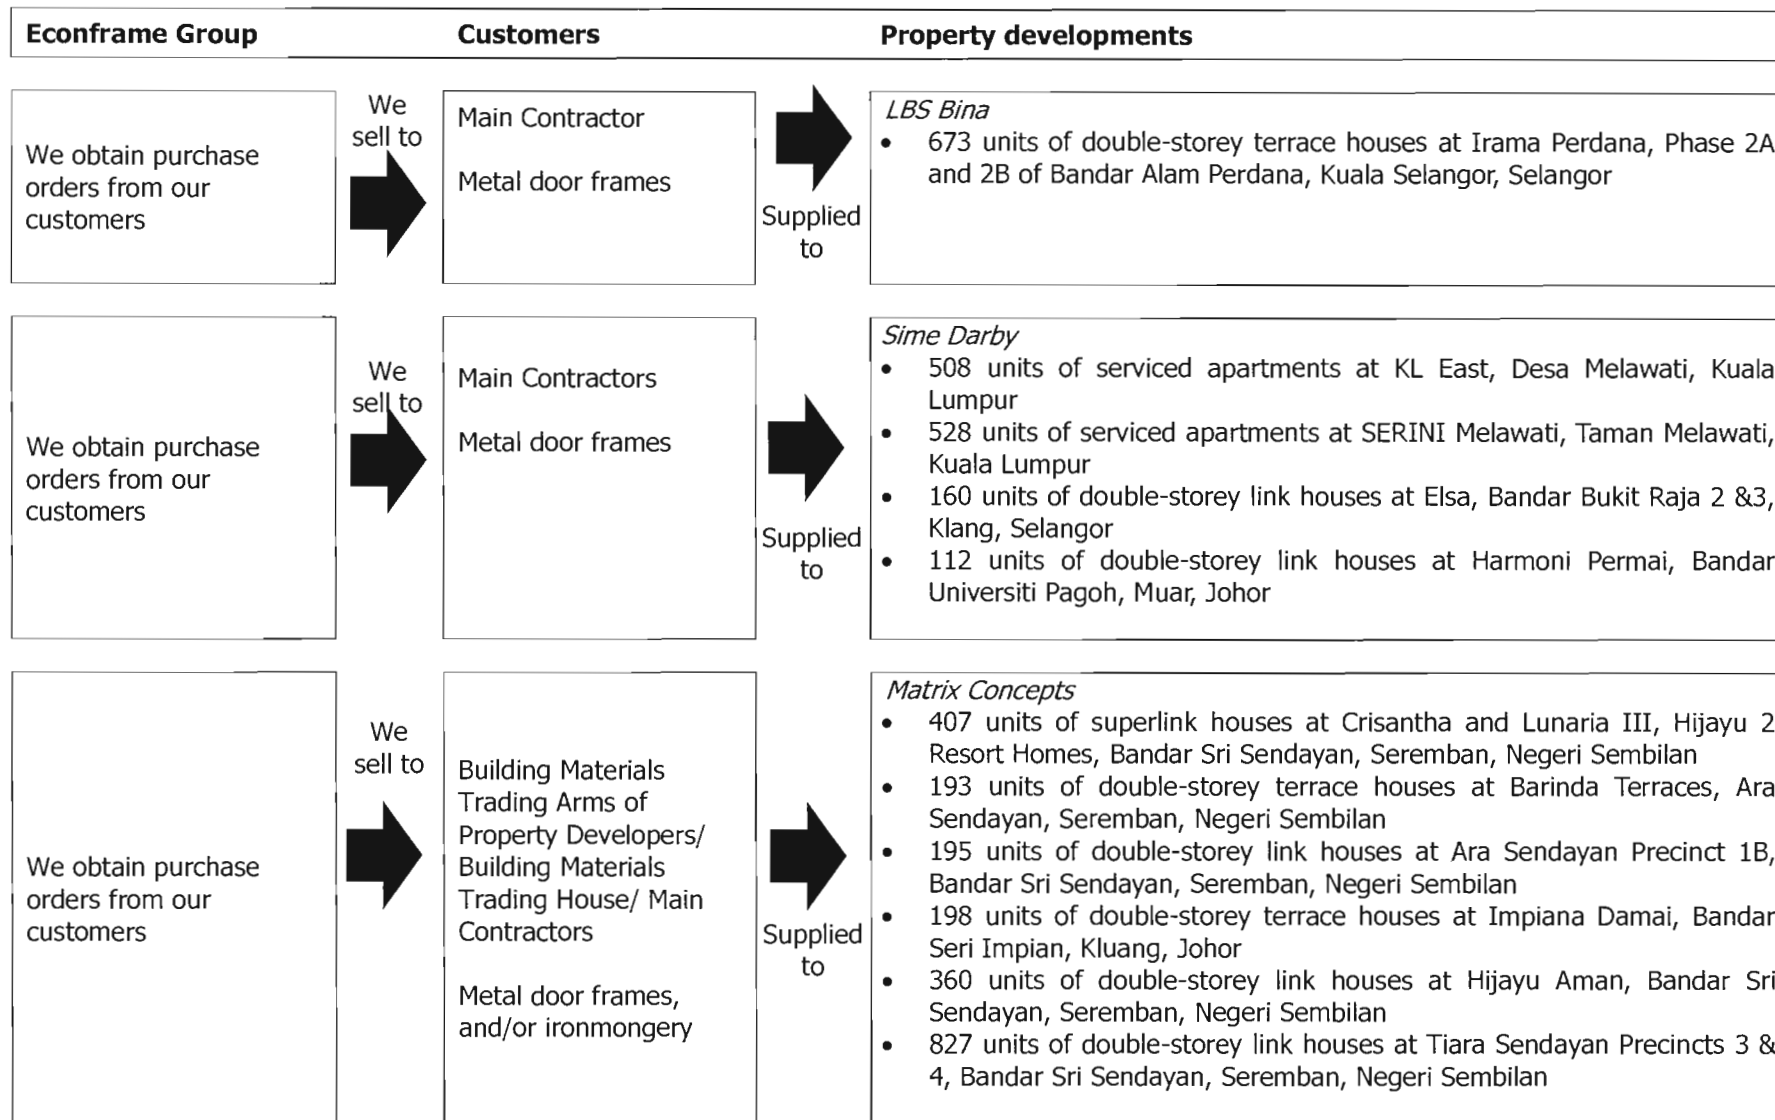 Econframe Group
Customers
Property developments
We obtain purchase
orders from our
customers
We
sell to
Main Contractor
Metal door frames
Supplied
to
LBS Bina
• 673 units of double-storey terrace houses at Irama Perdana, Phase 2A
and 2B of Bandar Alam Perdana, Kuala Selangor, Selangor
We obtain purchase
orders from our
customers
We
sell to
Main Contractors
Metal door frames
Supplied
to
Sime Darby
• 508 units of serviced apartments at KL East, Desa Melawati, Kuala
Lumpur
• 528 units of serviced apartments at SERINI Melawati, Taman Melawati,
Kuala Lumpur
• 160 units of double-storey link houses at Elsa, Bandar Bukit Raja 2 &3,
Klang, Selangor
• 112 units of double-storey link houses at Harmoni Permai, Bandar
Universiti Pagoh, Muar, Johor
We obtain purchase
orders from our
customers
We
sell to
Building Materials
Trading Arms of
Property Developers/
Building Materials
Trading House/ Main
Contractors
Metal door frames,
and/or ironmongery
Supplied
to
Matrix Concepts
• 407 units of superlink houses at Crisantha and Lunaria III, Hijayu 2
Resort Homes, Bandar Sri Sendayan, Seremban, Negeri Sembilan
• 193 units of double-storey terrace houses at Barinda Terraces, Ara
Sendayan, Seremban, Negeri Sembilan
• 195 units of double-storey link houses at Ara Sendayan Precinct 1B,
Bandar Sri Sendayan, Seremban, Negeri Sembilan
• 198 units of double-storey terrace houses at Impiana Damai, Bandar
Seri Impian, Kluang, Johor
• 360 units of double-storey link houses at Hijayu Aman, Bandar Sri
Sendayan, Seremban, Negeri Sembilan
• 827 units of double-storey link houses at Tiara Sendayan Precincts 3 &
4, Bandar Sri Sendayan, Seremban, Negeri Sembilan